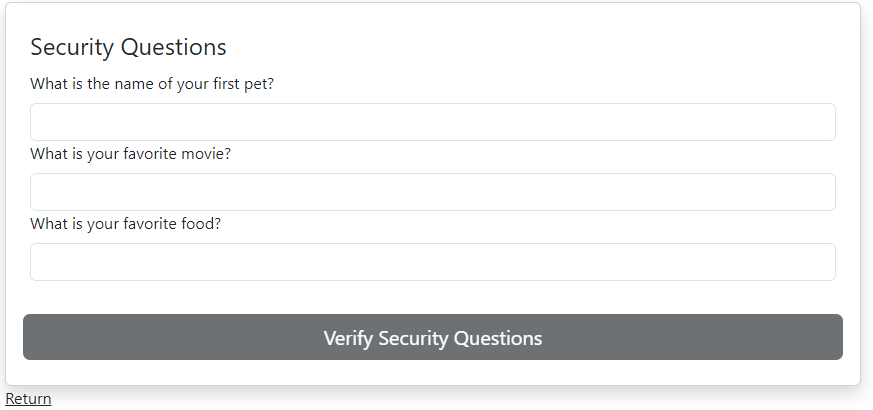 Security Questions
What is the name of your first pet?
What is your favorite movie?
What is your favorite food?
Verify Security Questions
Return